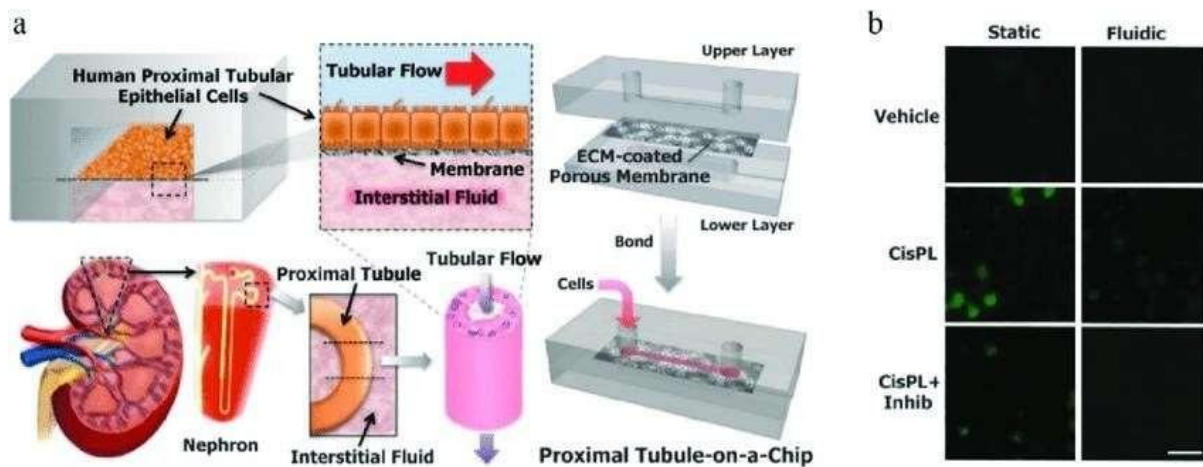 a
Human Proximal Tubular
Epithelial Cells
Tubular Flow
Membrane
Interstitial Fluid
Upper Layer
ECM-coated
Porous Membrane
Lower Layer
Bond
Cells
Proximal Tubule-on-a-Chip
Nephron
Proximal Tubule
Interstitial Fluid
Tubular Flow
b
Static
Fluidic
Vehicle
CisPL
CisPL+
Inhib